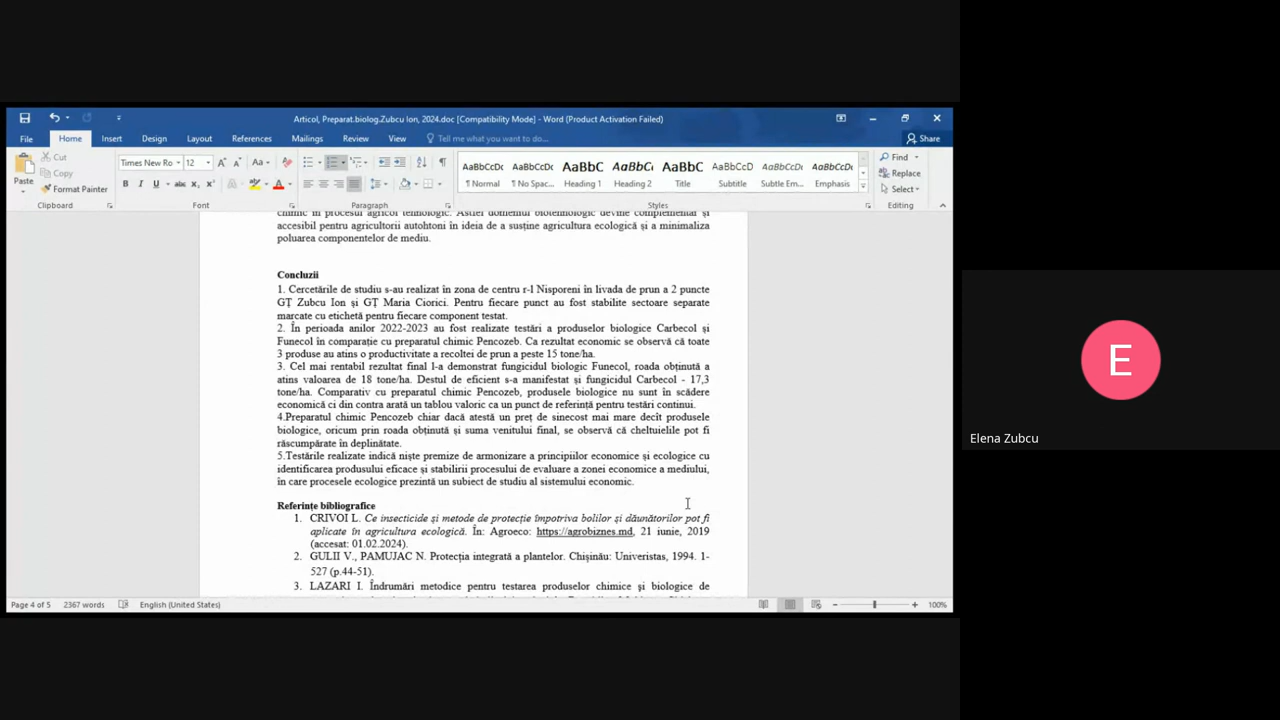 Articol, Preparat.biolog.Zubcu Ion, 2024.doc [Compatibility Mode] - Word (Product Activation Failed)
File Home Insert Design Layout References Mailings Review View Tell me what you want to do... Share
Paste
Cut
Copy
Format Painter
Times New Ro 12
AaBbCcDc AaBbCcDc AaBbC AaBbC AaBbC AaBbCcD AaBbCcDt AaBbCcDt
¶ Normal ¶ No Spac... Heading 1 Heading 2 Title Subtitle Subtle Em... Emphasis
Find
Replace
Select
Clipboard Font Paragraph Styles Editing
chimic în procesul agricol tehnologic. Astfel domeniul biotehnologic devine complementar și
accesibil pentru agricultorii autohtoni în ideia de a susține agricultura ecologică și a minimaliza
poluarea componentelor de mediu.
Concluzii
1. Cercetările de studiu s-au realizat în zona de centru r-l Nisporeni în livada de prun a 2 puncte
GȚ Zubcu Ion și GȚ Maria Ciorici. Pentru fiecare punct au fost stabilite sectoare separate
marcate cu etichetă pentru fiecare component testat.
2. În perioada anilor 2022-2023 au fost realizate testări a produselor biologice Carbecol și
Funecol în comparație cu preparatul chimic Pencozeb. Ca rezultat economic se observă că toate
3 produse au atins o productivitate a recoltei de prun a peste 15 tone/ha.
3. Cel mai rentabil rezultat final l-a demonstrat fungicidul biologic Funecol, roada obținută a
atins valoarea de 18 tone/ha. Destul de eficient s-a manifestat și fungicidul Carbecol - 17,3
tone/ha. Comparativ cu preparatul chimic Pencozeb, produsele biologice nu sunt în scădere
economică ci din contra arată un tablou valoric ca un punct de referință pentru testări continui.
4.Preparatul chimic Pencozeb chiar dacă atestă un preț de sinecost mai mare decît produsele
biologice, oricum prin roada obținută și suma venitului final, se observă că cheltuielile pot fi
răscumpărate în deplinătate.
5.Testările realizate indică niște premize de armonizare a principiilor economice și ecologice cu
identificarea produsului eficace și stabilirii procesului de evaluare a zonei economice a mediului,
în care procesele ecologice prezintă un subiect de studiu al sistemului economic.
Referințe bibliografice
1. CRIVOI L. Ce insecticide și metode de protecție împotriva bolilor și dăunătorilor pot fi
aplicate în agricultura ecologică. În: Agroeco: https://agrobiznes.md, 21 iunie, 2019
(accesat: 01.02.2024).
2. GULII V., PAMUJAC N. Protecția integrată a plantelor. Chișinău: Univeristas, 1994. 1-
527 (p.44-51).
3. LAZARI I. Îndrumări metodice pentru testarea produselor chimice și biologice de
Page 4 of 5 2367 words English (United States) 100%
E
Elena Zubcu